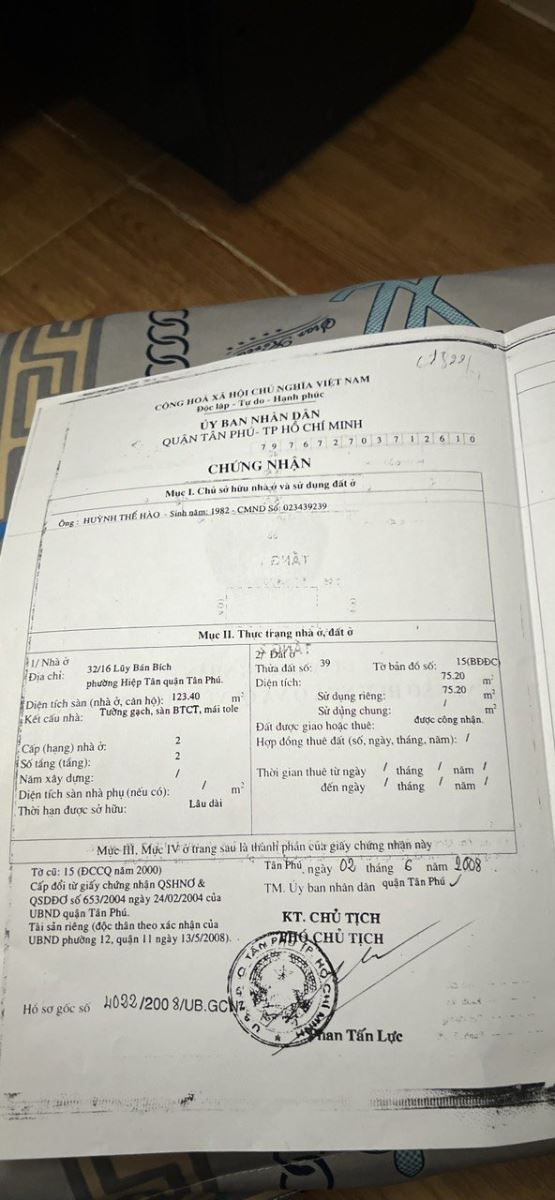 CỘNG HOÀ XÃ HỘI CHỦ NGHĨA VIỆT NAM
Độc lập - Tự do - Hạnh phúc
ỦY BAN NHÂN DÂN
QUẬN TÂN PHÚ- TP HỒ CHÍ MINH
7 9 7 6 7 2 7 0 3 7 1 2 6 1 0
CHỨNG NHẬN
Mục I. Chủ sở hữu nhà ở và sử dụng đất ở
Ông : HUỲNH THẾ HÀO - Sinh năm: 1982 - CMND Số: 023439239
Mục II. Thực trạng nhà ở, đất ở
1/ Nhà ở
Địa chỉ: 32/16 Lũy Bán Bích
phường Hiệp Tân quận Tân Phú.
Diện tích sàn (nhà ở, căn hộ): 123.40 m²
Kết cấu nhà: Tường gạch, sàn BTCT, mái tole
Cấp (hạng) nhà ở: 2
Số tầng (tầng): 2
Năm xây dựng: /
Diện tích sàn nhà phụ (nếu có): / m²
Thời hạn được sở hữu: Lâu dài
2/ Đất ở
Thửa đất số: 39 Tờ bản đồ số: 15(BĐĐC)
Diện tích: 75.20 m²
Sử dụng riêng: 75.20 m²
Sử dụng chung: / m²
Đất được giao hoặc thuê: được công nhận.
Hợp đồng thuê đất (số, ngày, tháng, năm): /
Thời gian thuê từ ngày / tháng / năm /
đến ngày / tháng / năm /
Mục III, Mục IV ở trang sau là thành phần của giấy chứng nhận này
Tờ cũ: 15 (ĐCCQ năm 2000)
Cấp đổi từ giấy chứng nhận QSHNƠ &
QSDĐƠ số 653/2004 ngày 24/02/2004 của
UBND quận Tân Phú.
Tài sản riêng (độc thân theo xác nhận của
UBND phường 12, quận 11 ngày 13/5/2008).
Hồ sơ gốc số 4092/2008/UB.GCN
Tân Phú, ngày 02 tháng 6 năm 2008
TM. Ủy ban nhân dân quận Tân Phú
KT. CHỦ TỊCH
PHÓ CHỦ TỊCH
Phan Tấn Lực